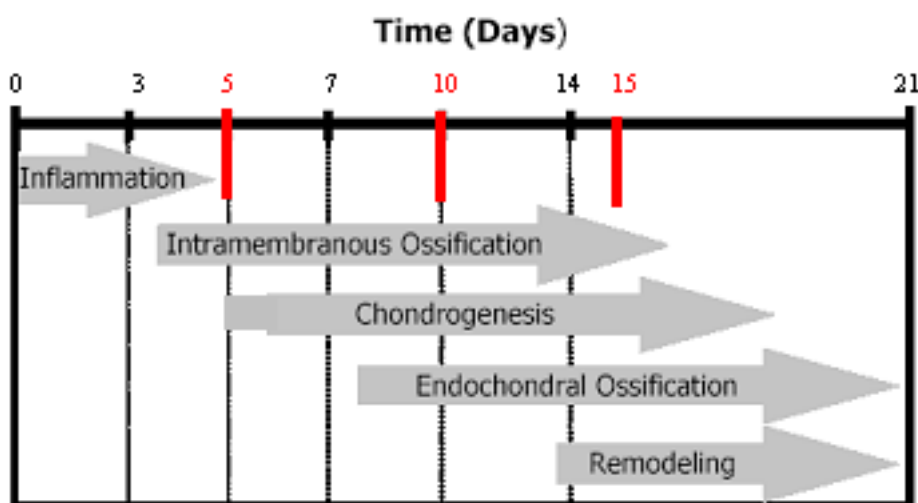 Time (Days)
0 3 5 7 10 14 15 21
Inflammation
Intramembranous Ossification
Chondrogenesis
Endochondral Ossification
Remodeling